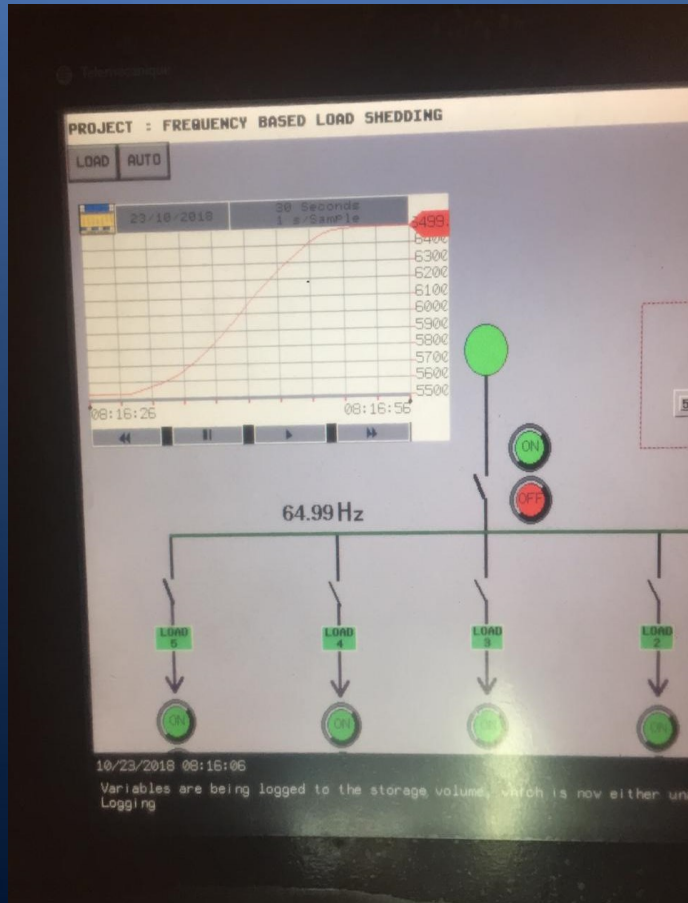 Telemecanique
PROJECT : FREQUENCY BASED LOAD SHEDDING
LOAD AUTO
23/10/2018
30 Seconds
1 s/Sample
6499.
6400
6300
6200
6100
6000
5900
5800
5700
5600
5500
08:16:26 08:16:56
ON
OFF
64.99 Hz
LOAD
5
LOAD
4
LOAD
3
LOAD
2
ON
ON
ON
ON
10/23/2018 08:16:06
Variables are being logged to the storage volume, which is now either
Logging